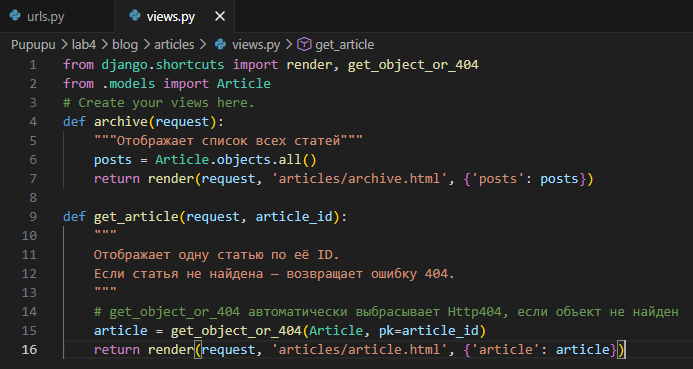 urls.py views.py ×
Pupupu > lab4 > blog > articles > views.py > get_article
1 from django.shortcuts import render, get_object_or_404
2 from .models import Article
3 # Create your views here.
4 def archive(request):
5     """Отображает список всех статей"""
6     posts = Article.objects.all()
7     return render(request, 'articles/archive.html', {'posts': posts})
8
9 def get_article(request, article_id):
10     """
11     Отображает одну статью по её ID.
12     Если статья не найдена — возвращает ошибку 404.
13     """
14     # get_object_or_404 автоматически выбрасывает Http404, если объект не найден
15     article = get_object_or_404(Article, pk=article_id)
16     return render(request, 'articles/article.html', {'article': article})